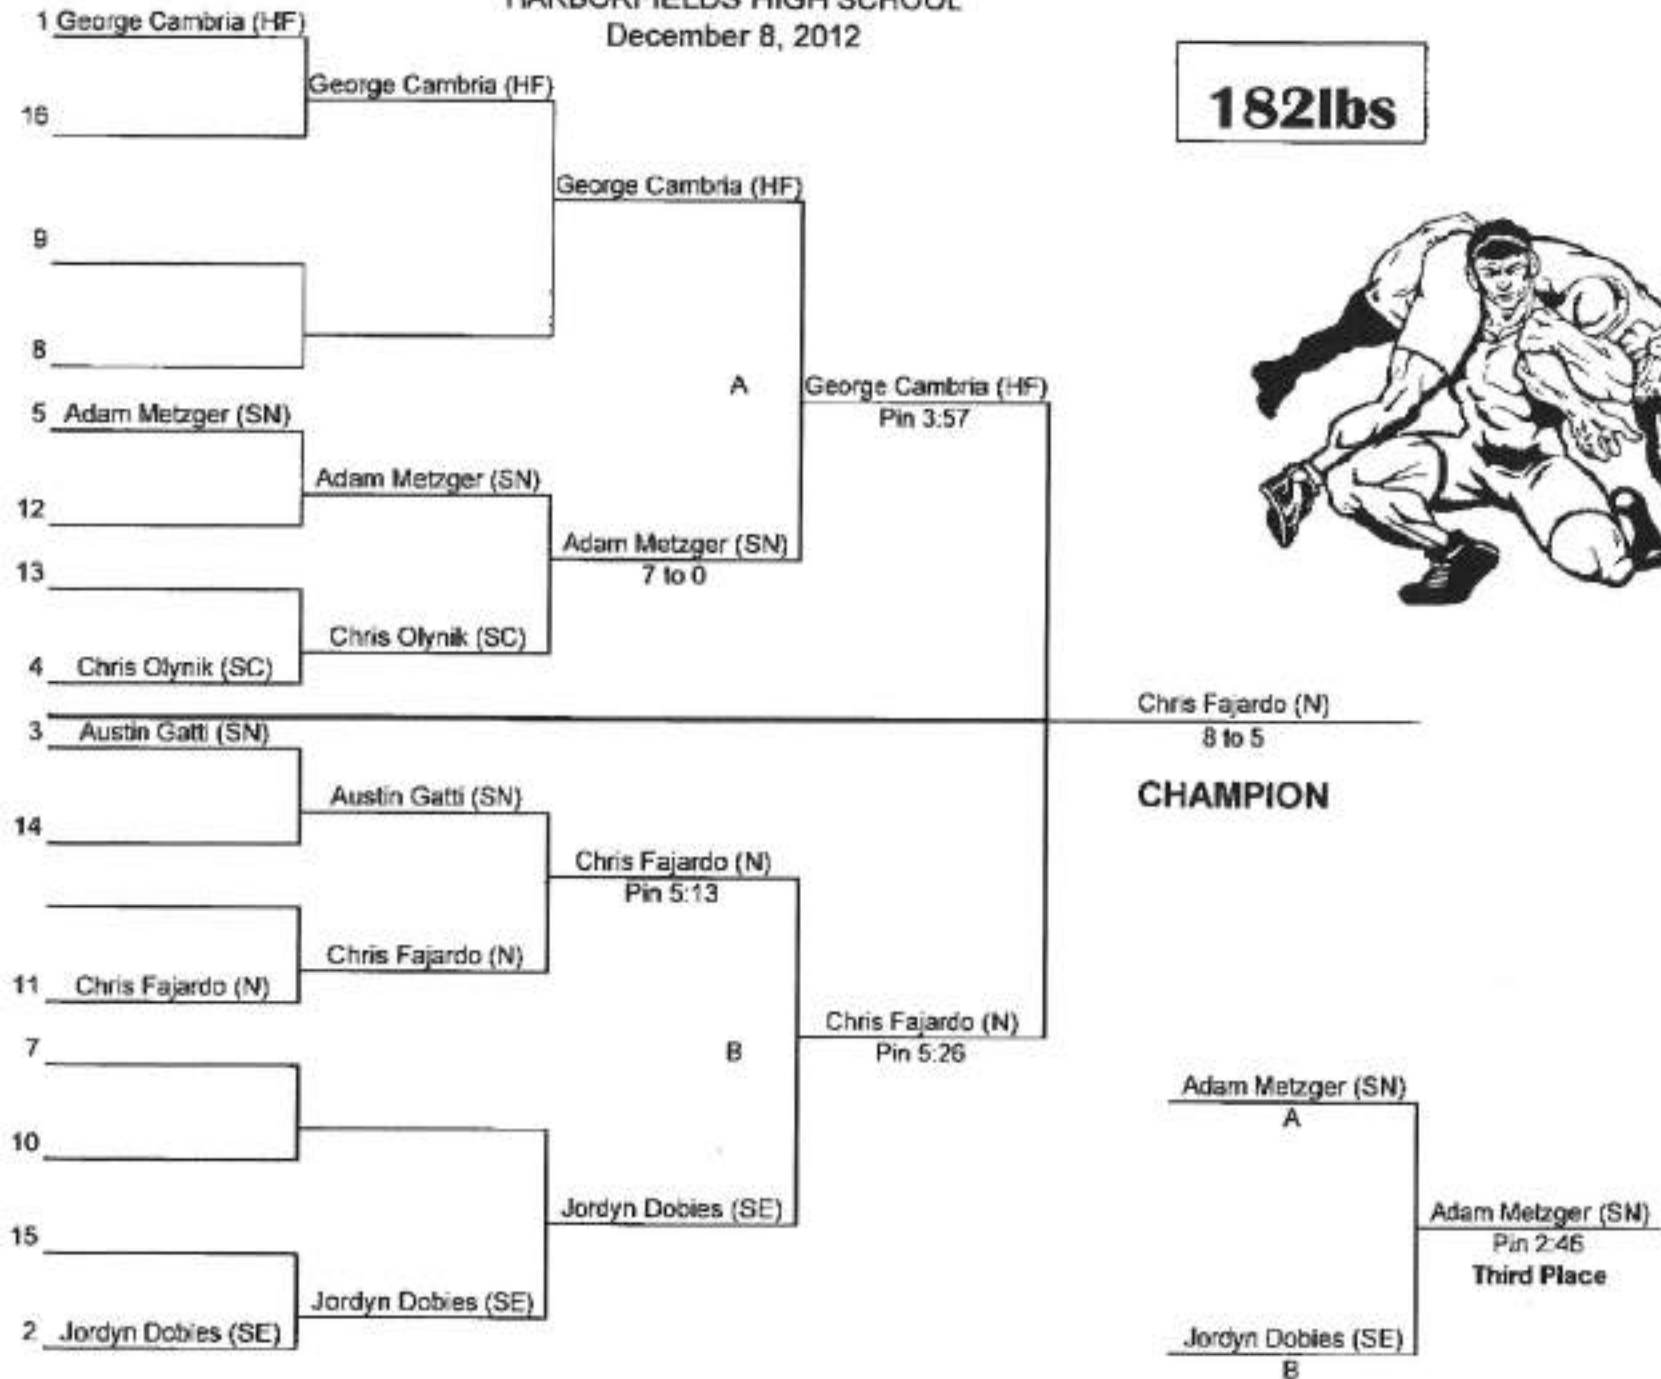 HARBORFIELDS HIGH SCHOOL
December 8, 2012
182lbs
1 George Cambria (HF)
George Cambria (HF)
16
George Cambria (HF)
9
8
A
George Cambria (HF)
Pin 3:57
5 Adam Metzger (SN)
Adam Metzger (SN)
12
Adam Metzger (SN)
7 to 0
13
Chris Olynik (SC)
4 Chris Olynik (SC)
Chris Fajardo (N)
8 to 5
CHAMPION
3 Austin Gatti (SN)
Austin Gatti (SN)
14
Chris Fajardo (N)
Pin 5:13
Chris Fajardo (N)
11 Chris Fajardo (N)
B
Chris Fajardo (N)
Pin 5:26
7
10
Jordyn Dobies (SE)
15
Jordyn Dobies (SE)
2 Jordyn Dobies (SE)
Adam Metzger (SN)
A
Adam Metzger (SN)
Pin 2:46
Third Place
Jordyn Dobies (SE)
B